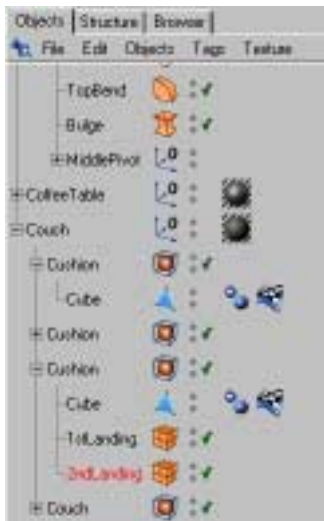 Objects Structure Browser
File Edit Objects Tags Texture
TopBend
Bulge
MiddlePivot
CoffeeTable
Couch
Cushion
Cube
Cushion
Cushion
Cube
1stLanding
2ndLanding
Couch